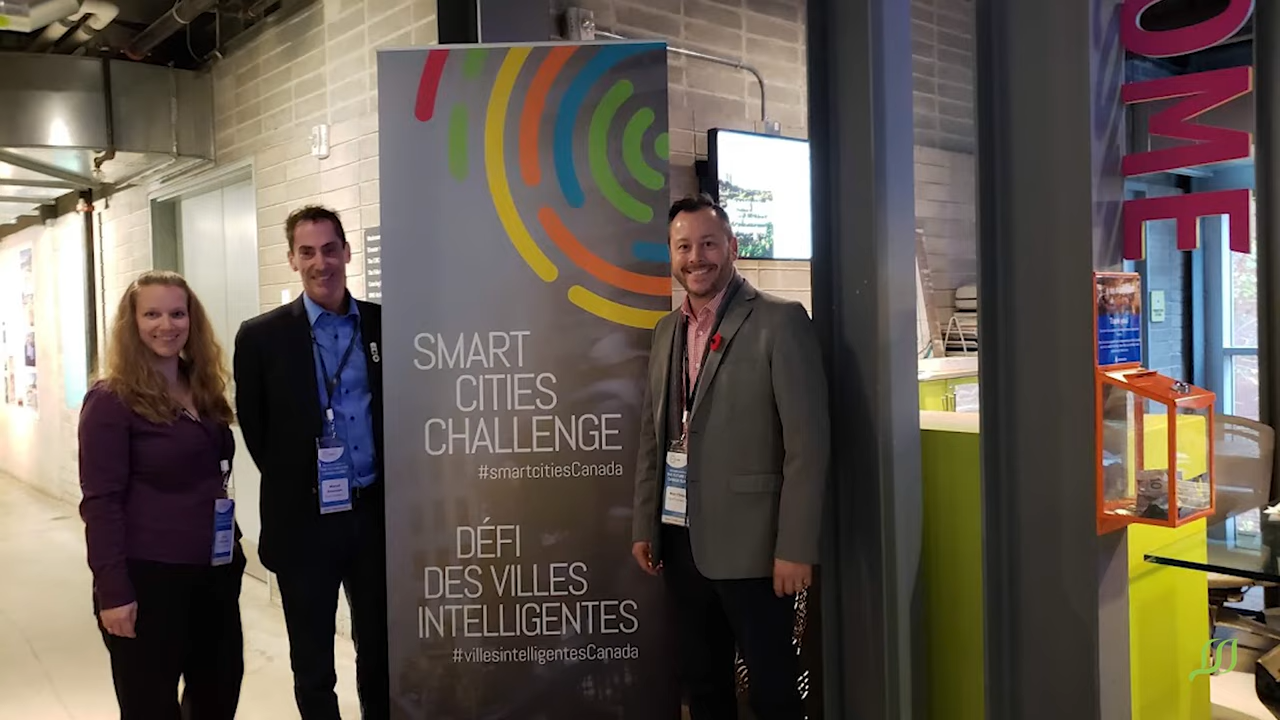 SMART
CITIES
CHALLENGE
#smartcitiesCanada
DÉFI
DES VILLES
INTELLIGENTES
#villesintelligentesCanada
OME